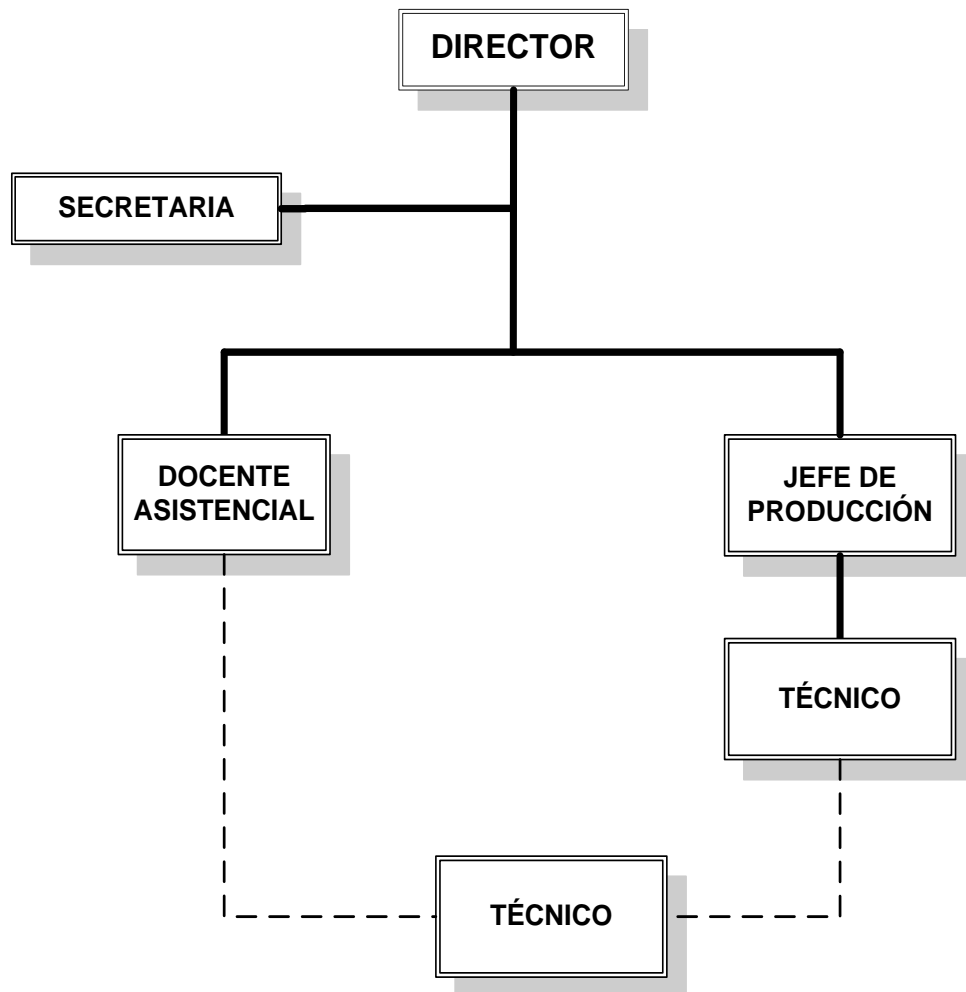 DIRECTOR
SECRETARIA
DOCENTE
ASISTENCIAL
JEFE DE
PRODUCCIÓN
TÉCNICO
TÉCNICO